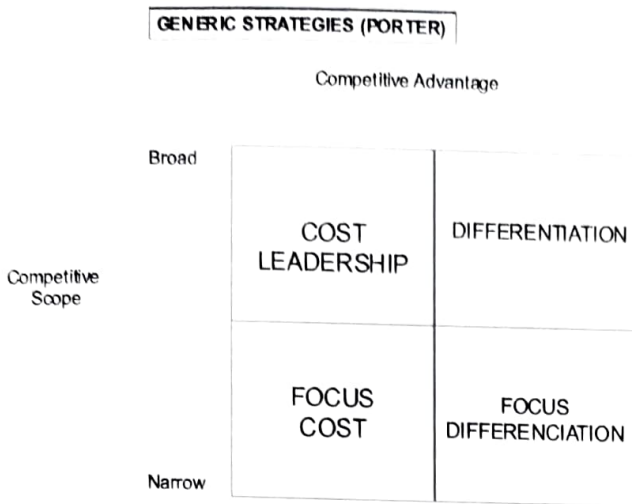 GENERIC STRATEGIES (PORTER)
Competitive Advantage
Broad
COST
LEADERSHIP
DIFFERENTIATION
Competitive
Scope
FOCUS
COST
FOCUS
DIFFERENCIATION
Narrow